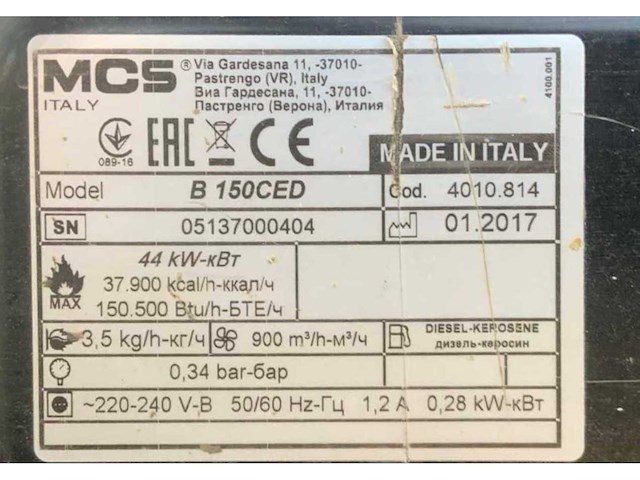 MCS ® Via Gardesana 11, -37010-
Pastrengo (VR), Italy
ITALY Виа Гардесана, 11, -37010-
Пастренго (Верона), Италия
4100.001
089-16 EAC CE MADE IN ITALY
Model B 150CED Cod. 4010.814
SN 05137000404 01.2017
44 kW-кВт
37.900 kcal/h-ккал/ч
MAX 150.500 Btu/h-БТЕ/ч
3,5 kg/h-кг/ч 900 m³/h-м³/ч DIESEL-KEROSENE
дизель-керосин
0,34 bar-бар
~220-240 V-В 50/60 Hz-Гц 1,2 A 0,28 kW-кВт